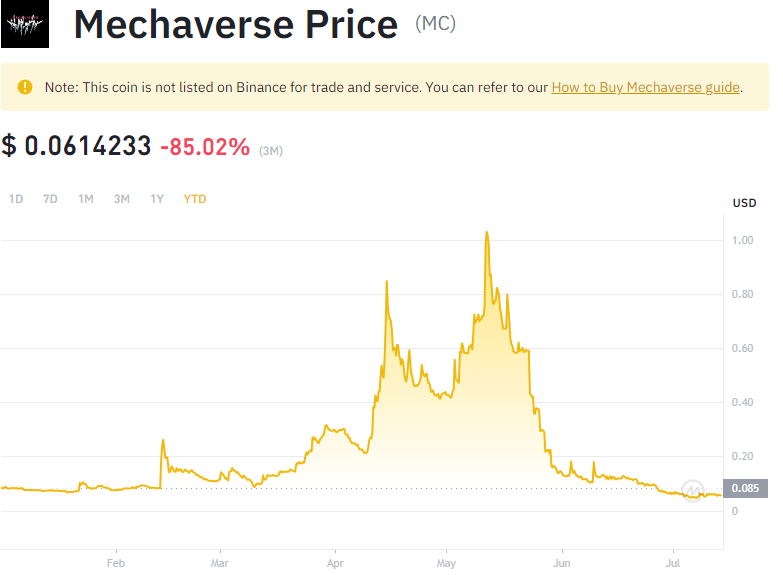 Mechaverse Price (MC)
Note: This coin is not listed on Binance for trade and service. You can refer to our How to Buy Mechaverse guide.
$ 0.0614233 -85.02% (3M)
1D 7D 1M 3M 1Y YTD
USD
1.00
0.80
0.60
0.40
0.20
0.085
0
Feb Mar Apr May Jun Jul